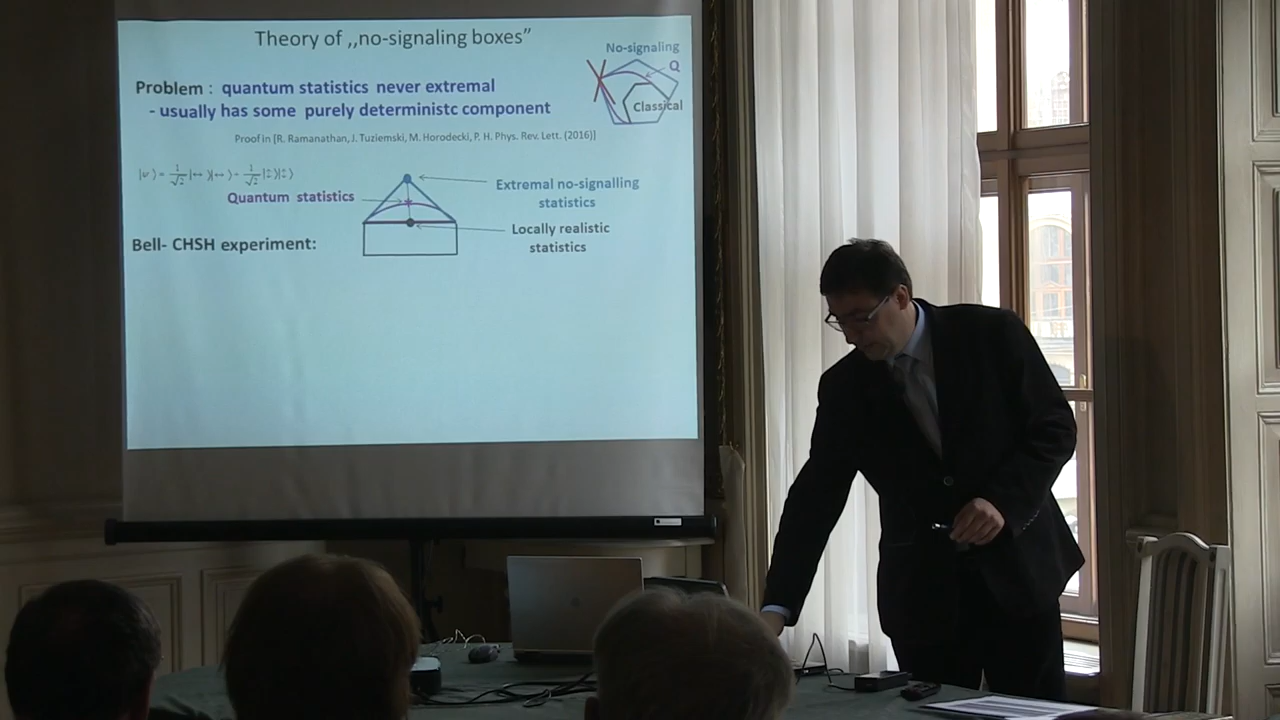 Theory of ,,no-signaling boxes”
No-signaling
Q
Classical
Problem : quantum statistics never extremal
- usually has some purely deterministc component
Proof in [R. Ramanathan, J. Tuziemski, M. Horodecki, P. H. Phys. Rev. Lett. (2016)]
Quantum statistics
Extremal no-signalling
statistics
Locally realistic
statistics
Bell- CHSH experiment: